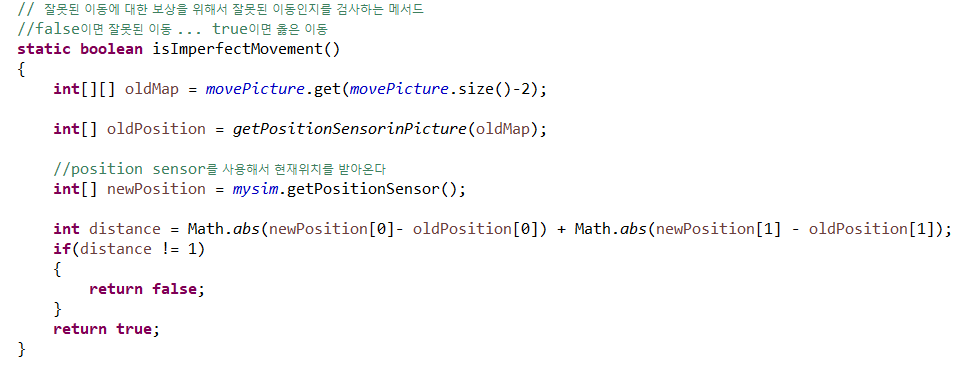 // 잘못된 이동에 대한 보상을 위해서 잘못된 이동인지를 검사하는 메서드
//false이면 잘못된 이동 ... true이면 옳은 이동
static boolean isImperfectMovement()
{
    int[][] oldMap = movePicture.get(movePicture.size()-2);
    int[] oldPosition = getPositionSensorinPicture(oldMap);
    //position sensor를 사용해서 현재위치를 받아온다
    int[] newPosition = mysim.getPositionSensor();
    int distance = Math.abs(newPosition[0]- oldPosition[0]) + Math.abs(newPosition[1] - oldPosition[1]);
    if(distance != 1)
    {
        return false;
    }
    return true;
}